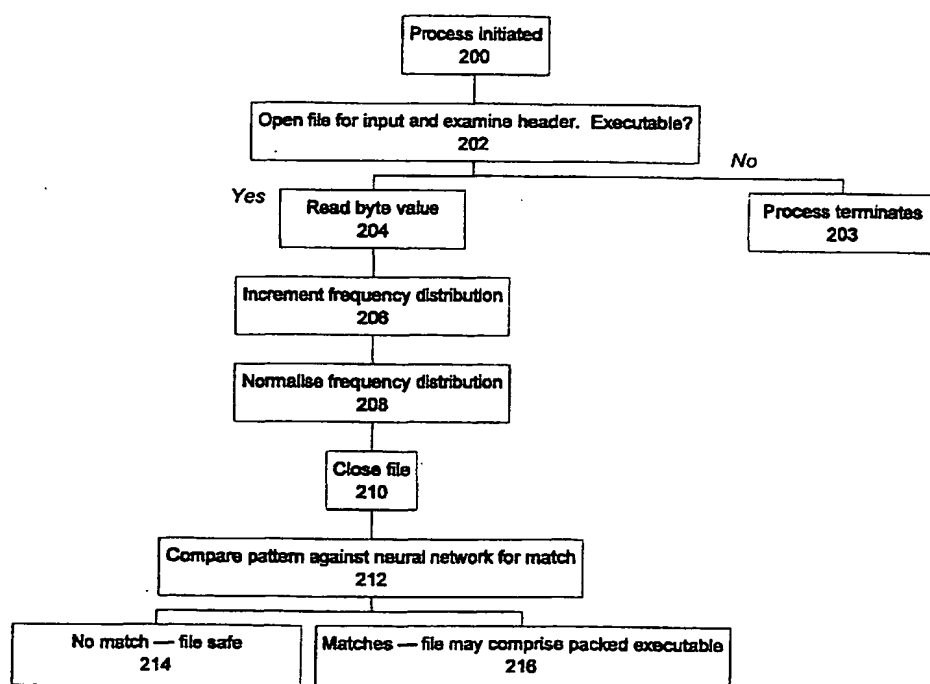 Process initiated
200
Open file for input and examine header. Executable?
202
No
Yes
Read byte value
204
Process terminates
203
Increment frequency distribution
206
Normalise frequency distribution
208
Close file
210
Compare pattern against neural network for match
212
No match — file safe
214
Matches — file may comprise packed executable
216